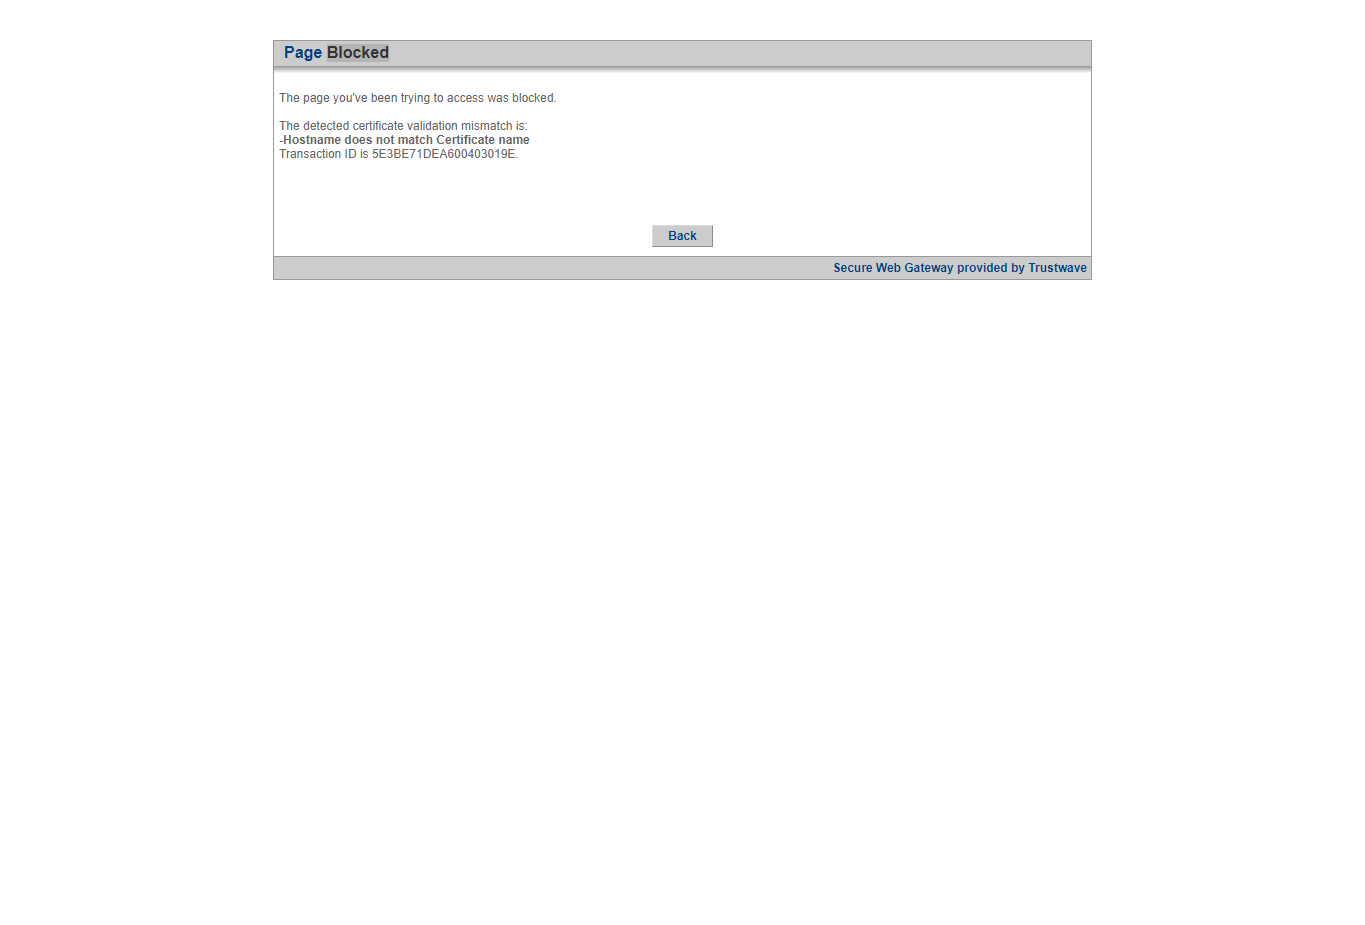 Page Blocked
The page you've been trying to access was blocked.
The detected certificate validation mismatch is:
-Hostname does not match Certificate name
Transaction ID is 5E3BE71DEA600403019E.
Back
Secure Web Gateway provided by Trustwave